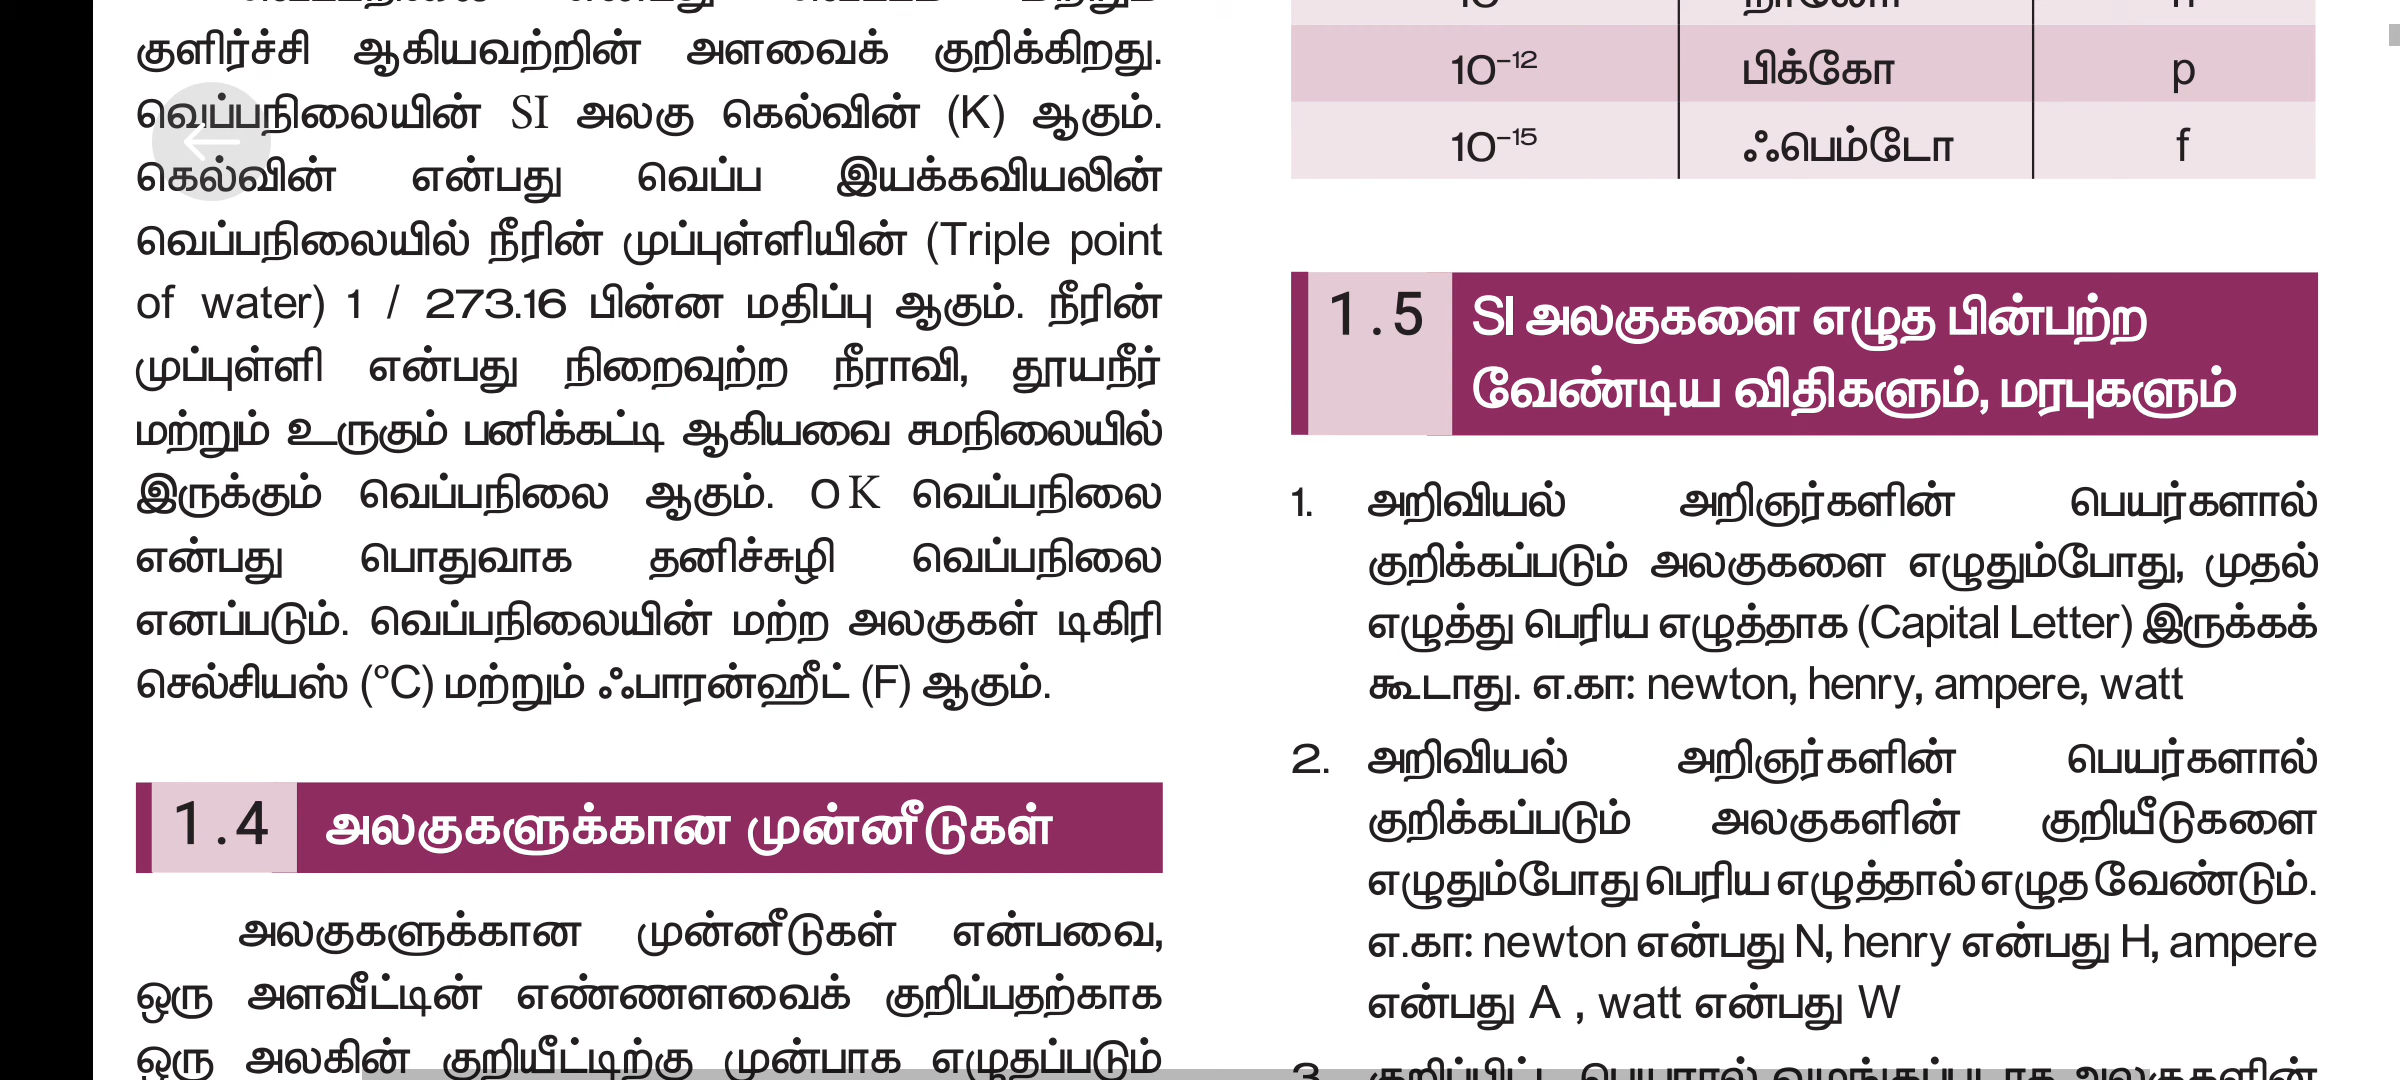 குளிர்ச்சி ஆகியவற்றின் அளவைக் குறிக்கிறது.
வெப்பநிலையின் SI அலகு கெல்வின் (K) ஆகும்.
கெல்வின் என்பது வெப்ப இயக்கவியலின்
வெப்பநிலையில் நீரின் முப்புள்ளியின் (Triple point
of water) 1 / 273.16 பின்ன மதிப்பு ஆகும். நீரின்
முப்புள்ளி என்பது நிறைவுற்ற நீராவி, தூயநீர்
மற்றும் உருகும் பனிக்கட்டி ஆகியவை சமநிலையில்
இருக்கும் வெப்பநிலை ஆகும். 0 K வெப்பநிலை
என்பது பொதுவாக தனிச்சுழி வெப்பநிலை
எனப்படும். வெப்பநிலையின் மற்ற அலகுகள் டிகிரி
செல்சியஸ் (°C) மற்றும் ஃபாரன்ஹீட் (F) ஆகும்.
1.4 அலகுகளுக்கான முன்னீடுகள்
அலகுகளுக்கான முன்னீடுகள் என்பவை,
ஒரு அளவீட்டின் எண்ணளவைக் குறிப்பதற்காக
ஒரு அலகின் குறியீட்டிற்கு முன்பாக எழுதப்படும்
10⁻¹² பிக்கோ p
10⁻¹⁵ ஃபெம்டோ f
1.5 SI அலகுகளை எழுத பின்பற்ற
வேண்டிய விதிகளும், மரபுகளும்
1. அறிவியல் அறிஞர்களின் பெயர்களால்
குறிக்கப்படும் அலகுகளை எழுதும்போது, முதல்
எழுத்து பெரிய எழுத்தாக (Capital Letter) இருக்கக்
கூடாது. எ.கா: newton, henry, ampere, watt
2. அறிவியல் அறிஞர்களின் பெயர்களால்
குறிக்கப்படும் அலகுகளின் குறியீடுகளை
எழுதும்போது பெரிய எழுத்தால் எழுத வேண்டும்.
எ.கா: newton என்பது N, henry என்பது H, ampere
என்பது A , watt என்பது W